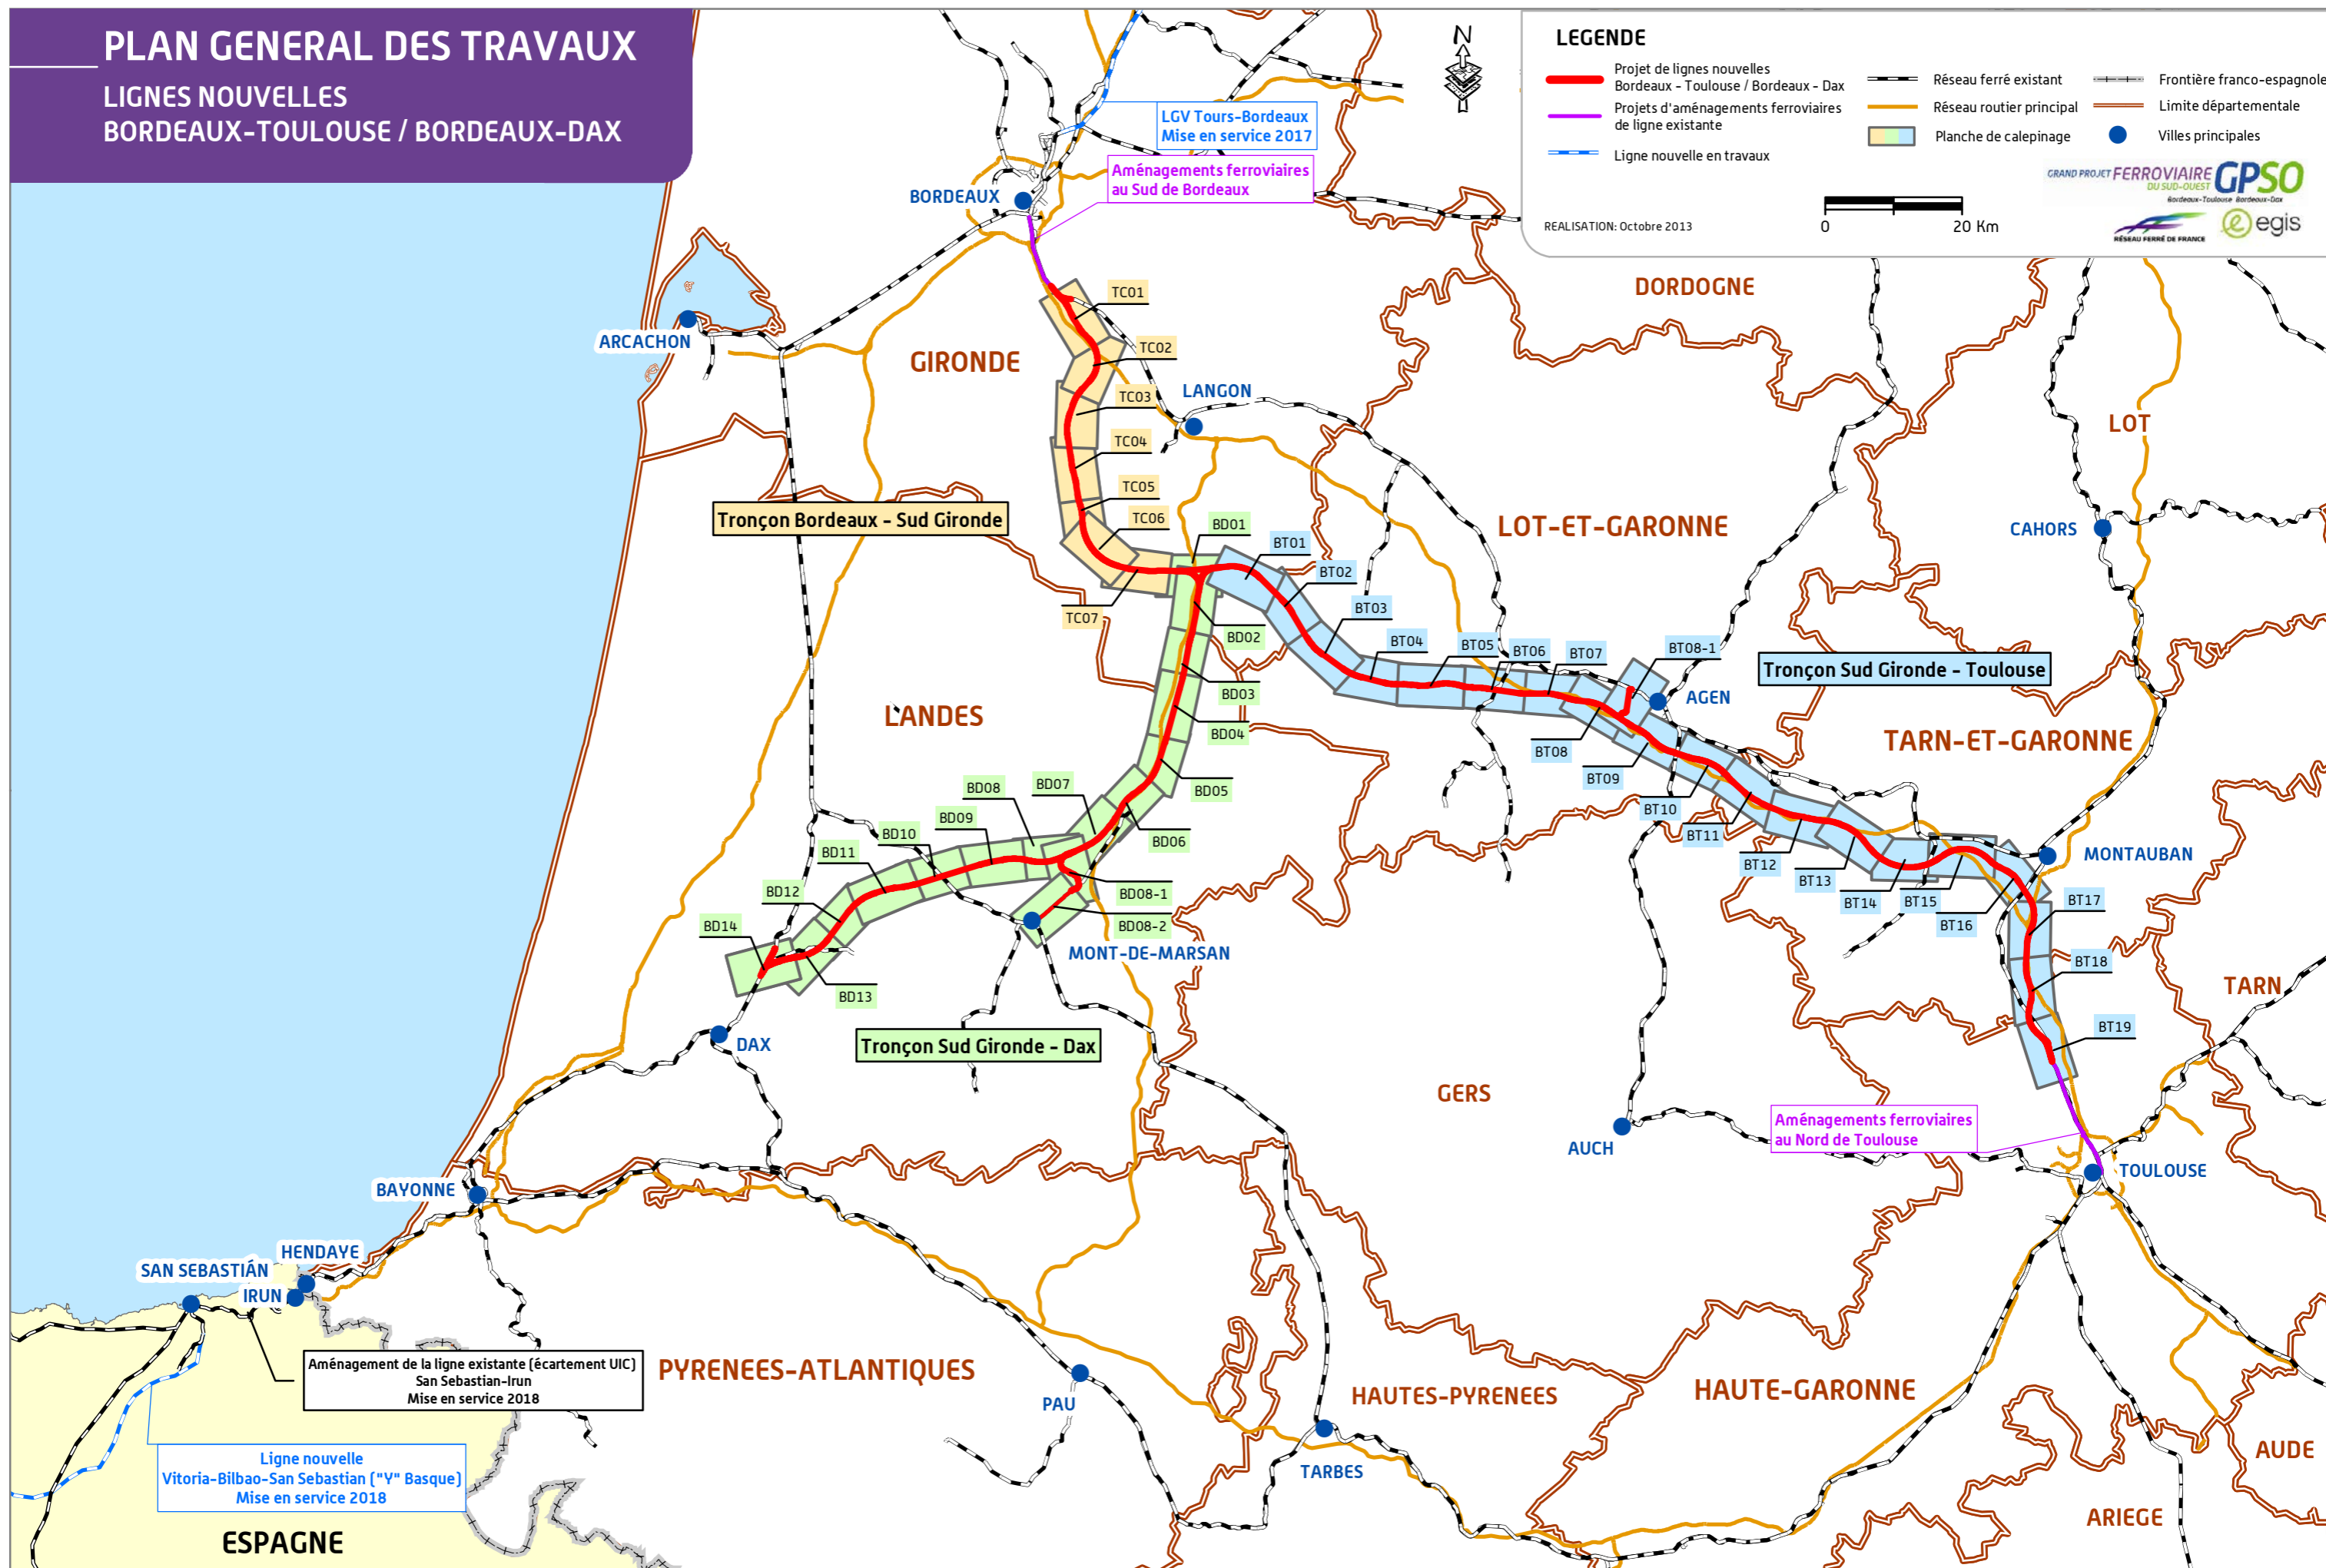 PLAN GENERAL DES TRAVAUX
LIGNES NOUVELLES
BORDEAUX-TOULOUSE / BORDEAUX-DAX
LEGENDE
Projet de lignes nouvelles
Bordeaux - Toulouse / Bordeaux - Dax
Projets d'aménagements ferroviaires
de ligne existante
Ligne nouvelle en travaux
Réseau ferré existant
Réseau routier principal
Planche de calepinage
Frontière franco-espagnole
Limite départementale
Villes principales
REALISATION: Octobre 2013
0
20 Km
GRAND PROJET FERROVIAIRE
DU SUD-OUEST
GPSO
Bordeaux-Toulouse Bordeaux-Dax
RÉSEAU FERRÉ DE FRANCE
egis
N
LGV Tours-Bordeaux
Mise en service 2017
Aménagements ferroviaires
au Sud de Bordeaux
BORDEAUX
ARCACHON
GIRONDE
LANGON
DORDOGNE
LOT
CAHORS
LOT-ET-GARONNE
TC01
TC02
TC03
TC04
TC05
TC06
TC07
Tronçon Bordeaux - Sud Gironde
BD01
BT01
BT02
BT03
BT04
BT05
BT06
BT07
BT08-1
Tronçon Sud Gironde - Toulouse
AGEN
BD02
BD03
BD04
BD05
BD06
BD07
BD08
BD09
BD10
BD11
BD12
BD14
BD13
BD08-1
BD08-2
LANDES
BT08
BT09
BT10
BT11
BT12
BT13
BT14
BT15
BT16
BT17
BT18
BT19
TARN-ET-GARONNE
MONTAUBAN
TARN
MONT-DE-MARSAN
DAX
Tronçon Sud Gironde - Dax
GERS
AUCH
Aménagements ferroviaires
au Nord de Toulouse
TOULOUSE
BAYONNE
HENDAYE
SAN SEBASTIÁN
IRUN
Aménagement de la ligne existante (écartement UIC)
San Sebastian-Irun
Mise en service 2018
Ligne nouvelle
Vitoria-Bilbao-San Sebastian ("Y" Basque)
Mise en service 2018
ESPAGNE
PYRENEES-ATLANTIQUES
PAU
HAUTES-PYRENEES
TARBES
HAUTE-GARONNE
AUDE
ARIEGE